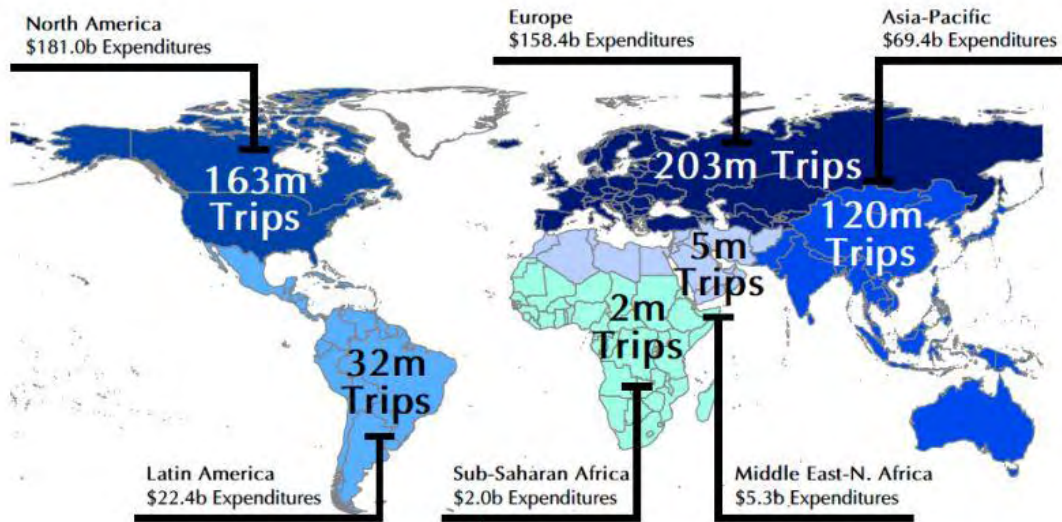 North America
$181.0b Expenditures
Europe
$158.4b Expenditures
Asia-Pacific
$69.4b Expenditures
163m
Trips
203m Trips
120m
Trips
5m
Trips
2m
Trips
32m
Trips
Latin America
$22.4b Expenditures
Sub-Saharan Africa
$2.0b Expenditures
Middle East-N. Africa
$5.3b Expenditures